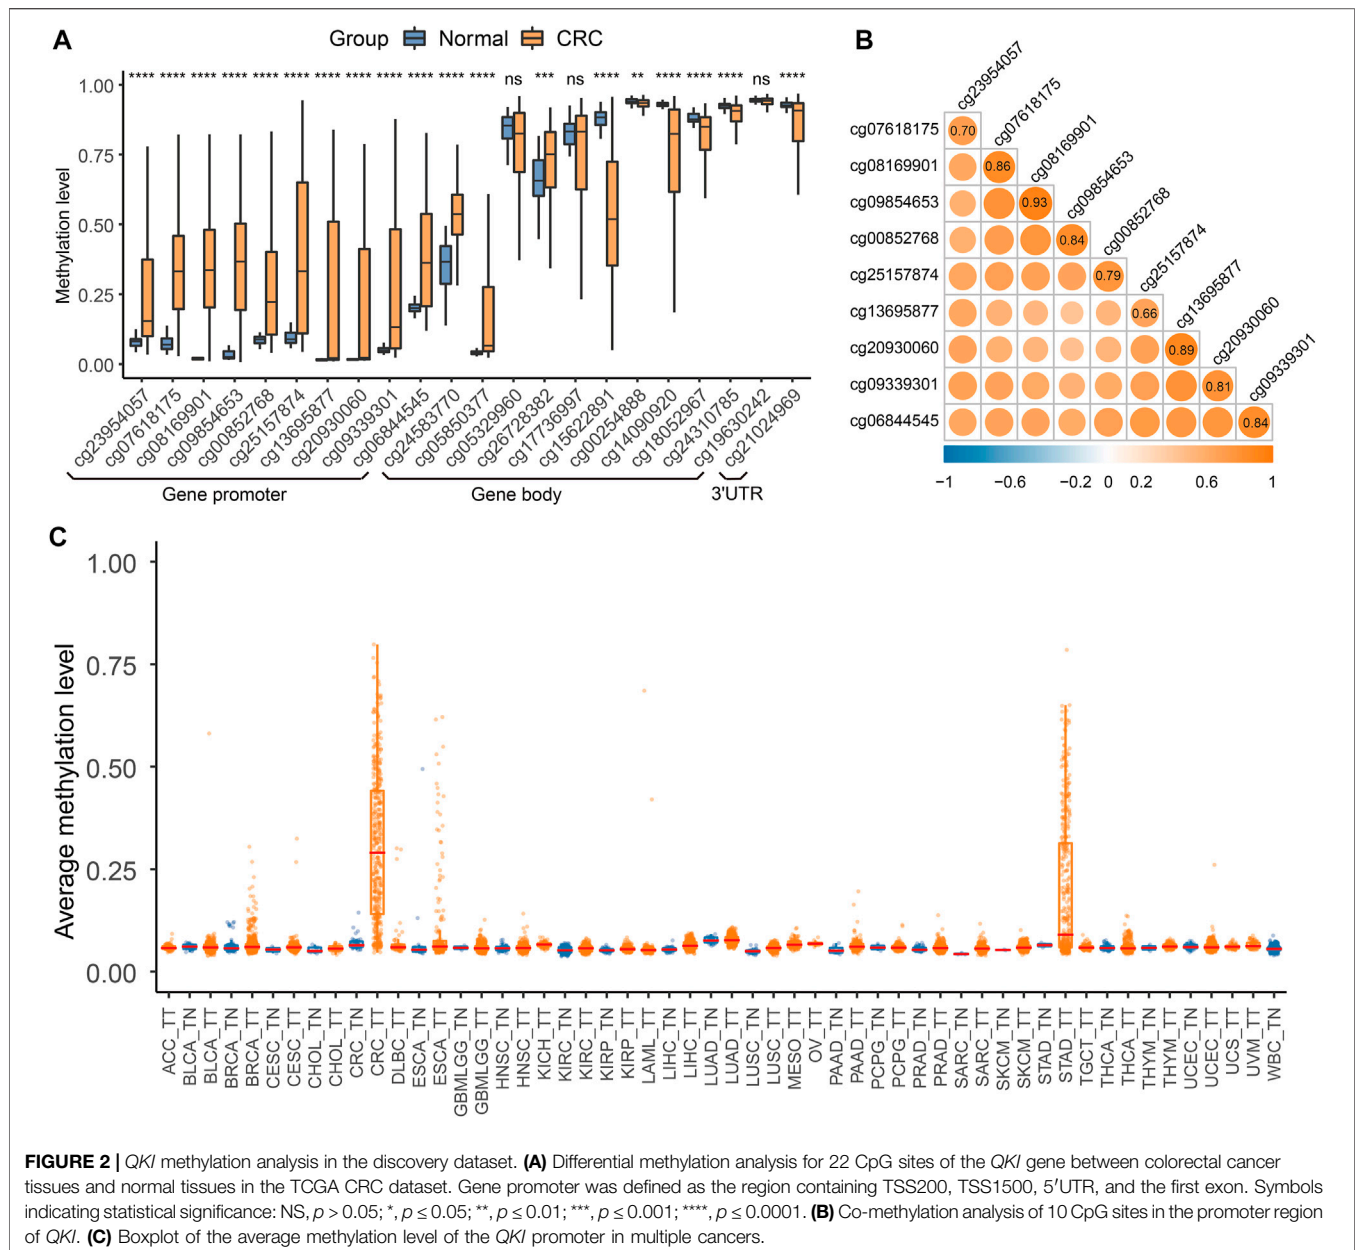 A
Group Normal CRC
**** **** **** **** **** **** **** **** **** **** **** **** ns *** ns **** ** **** **** **** ns ****
1.00
0.75
0.50
0.25
0.00
Methylation level
cg23954057
cg07618175
cg08169901
cg09854653
cg00852768
cg25157874
cg13695877
cg20930060
cg09339301
cg06844545
cg24583770
cg05850377
cg05329960
cg26728382
cg17736997
cg15622891
cg00254888
cg14090920
cg18052967
cg24310785
cg19630242
cg21024969
Gene promoter Gene body 3'UTR
B
cg23954057
cg07618175
cg08169901
cg09854653
cg00852768
cg25157874
cg13695877
cg20930060
cg09339301
cg07618175 0.70
cg08169901 0.86
cg09854653 0.93
cg00852768 0.84
cg25157874 0.79
cg13695877 0.66
cg20930060 0.89
cg09339301 0.81
cg06844545 0.84
−1 −0.6 −0.2 0 0.2 0.6 1
C
1.00
0.75
0.50
0.25
0.00
Average methylation level
ACC_TT
BLCA_TN
BLCA_TT
BRCA_TN
BRCA_TT
CESC_TN
CESC_TT
CHOL_TN
CHOL_TT
CRC_TN
CRC_TT
DLBC_TT
ESCA_TN
ESCA_TT
GBMLGG_TN
GBMLGG_TT
HNSC_TN
HNSC_TT
KICH_TT
KIRC_TN
KIRC_TT
KIRP_TN
KIRP_TT
LAML_TT
LIHC_TN
LIHC_TT
LUAD_TN
LUAD_TT
LUSC_TN
LUSC_TT
MESO_TT
OV_TT
PAAD_TN
PAAD_TT
PCPG_TN
PCPG_TT
PRAD_TN
PRAD_TT
SARC_TN
SARC_TT
SKCM_TN
SKCM_TT
STAD_TN
STAD_TT
TGCT_TT
THCA_TN
THCA_TT
THYM_TN
THYM_TT
UCEC_TN
UCEC_TT
UCS_TT
UVM_TT
WBC_TN
FIGURE 2 | QKI methylation analysis in the discovery dataset. (A) Differential methylation analysis for 22 CpG sites of the QKI gene between colorectal cancer
tissues and normal tissues in the TCGA CRC dataset. Gene promoter was defined as the region containing TSS200, TSS1500, 5′UTR, and the first exon. Symbols
indicating statistical significance: NS, p > 0.05; *, p ≤ 0.05; **, p ≤ 0.01; ***, p ≤ 0.001; ****, p ≤ 0.0001. (B) Co-methylation analysis of 10 CpG sites in the promoter region
of QKI. (C) Boxplot of the average methylation level of the QKI promoter in multiple cancers.